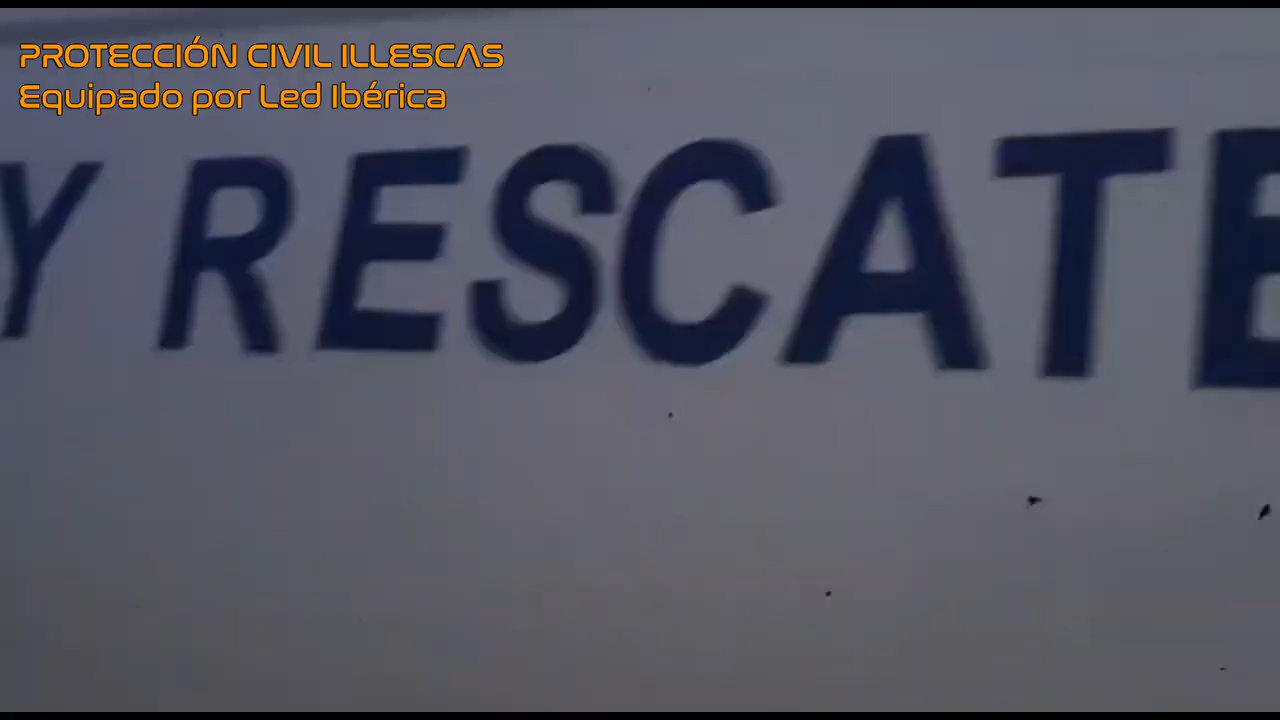 PROTECCIÓN CIVIL ILLESCAS
Equipado por Led Ibérica
Y RESCATE